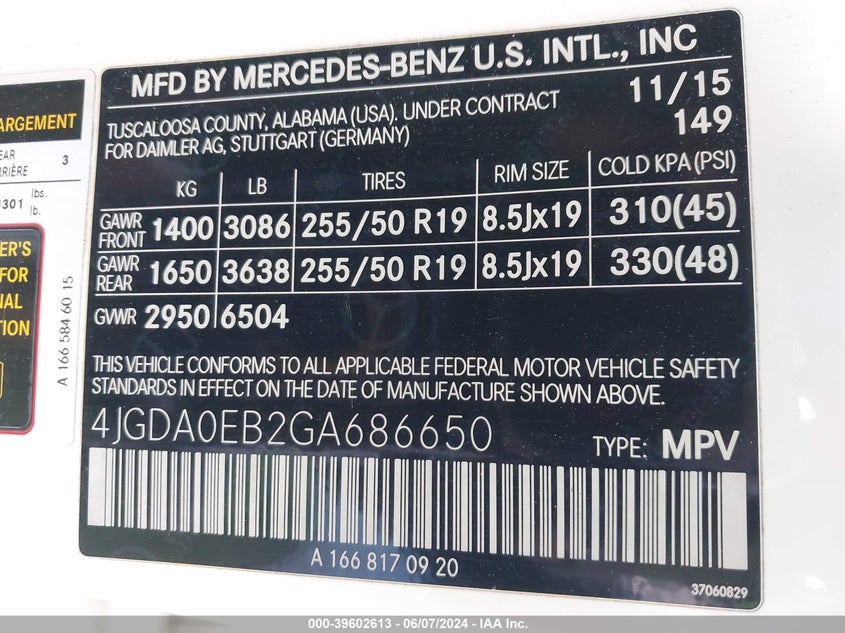 MFD BY MERCEDES-BENZ U.S. INTL., INC
TUSCALOOSA COUNTY, ALABAMA (USA). UNDER CONTRACT
FOR DAIMLER AG, STUTTGART (GERMANY)
11/15
149
KG LB TIRES RIM SIZE COLD KPA (PSI)
GAWR FRONT 1400 3086 255/50 R19 8.5Jx19 310(45)
GAWR REAR 1650 3638 255/50 R19 8.5Jx19 330(48)
GVWR 2950 6504
THIS VEHICLE CONFORMS TO ALL APPLICABLE FEDERAL MOTOR VEHICLE SAFETY
STANDARDS IN EFFECT ON THE DATE OF MANUFACTURE SHOWN ABOVE.
4JGDA0EB2GA686650 TYPE: MPV
A 166 817 09 20
37060829
ARGEMENT
3
301 lbs.
lb.
FOR
A 166 584 60 15
000-39602613 - 06/07/2024 - IAA Inc.